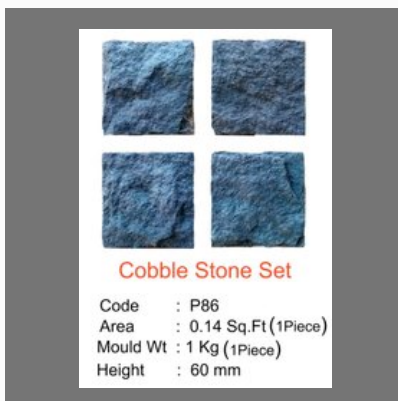 Cobble Stone Set
Code : P86
Area : 0.14 Sq.Ft (1Piece)
Mould Wt : 1 Kg (1Piece)
Height : 60 mm